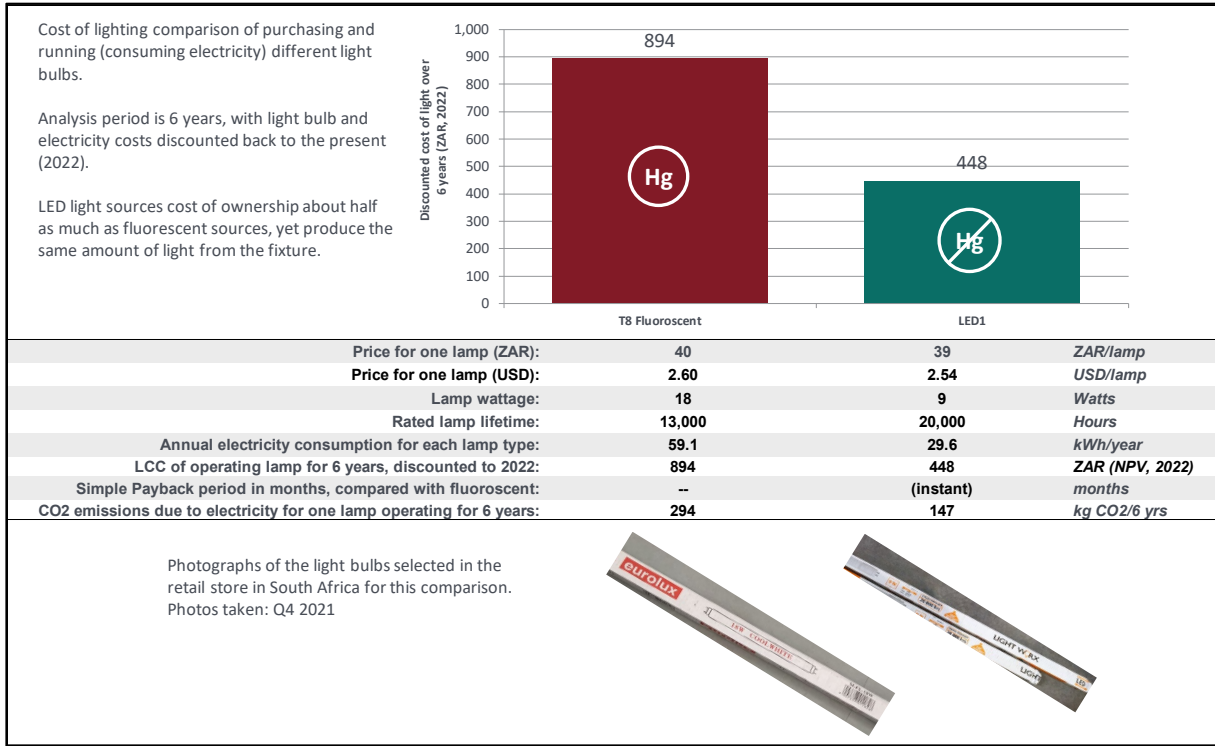 Cost of lighting comparison of purchasing and
running (consuming electricity) different light
bulbs.
Analysis period is 6 years, with light bulb and
electricity costs discounted back to the present
(2022).
LED light sources cost of ownership about half
as much as fluorescent sources, yet produce the
same amount of light from the fixture.
Discounted cost of light over
6 years (ZAR, 2022)
1,000
900
800
700
600
500
400
300
200
100
0
894
448
Hg
Hg
T8 Fluoroscent LED1
Price for one lamp (ZAR): 40 39 ZAR/lamp
Price for one lamp (USD): 2.60 2.54 USD/lamp
Lamp wattage: 18 9 Watts
Rated lamp lifetime: 13,000 20,000 Hours
Annual electricity consumption for each lamp type: 59.1 29.6 kWh/year
LCC of operating lamp for 6 years, discounted to 2022: 894 448 ZAR (NPV, 2022)
Simple Payback period in months, compared with fluoroscent: -- (instant) months
CO2 emissions due to electricity for one lamp operating for 6 years: 294 147 kg CO2/6 yrs
Photographs of the light bulbs selected in the
retail store in South Africa for this comparison.
Photos taken: Q4 2021
eurolux
18W COOL WHITE
LIGHT WORX
LED
LIGHT